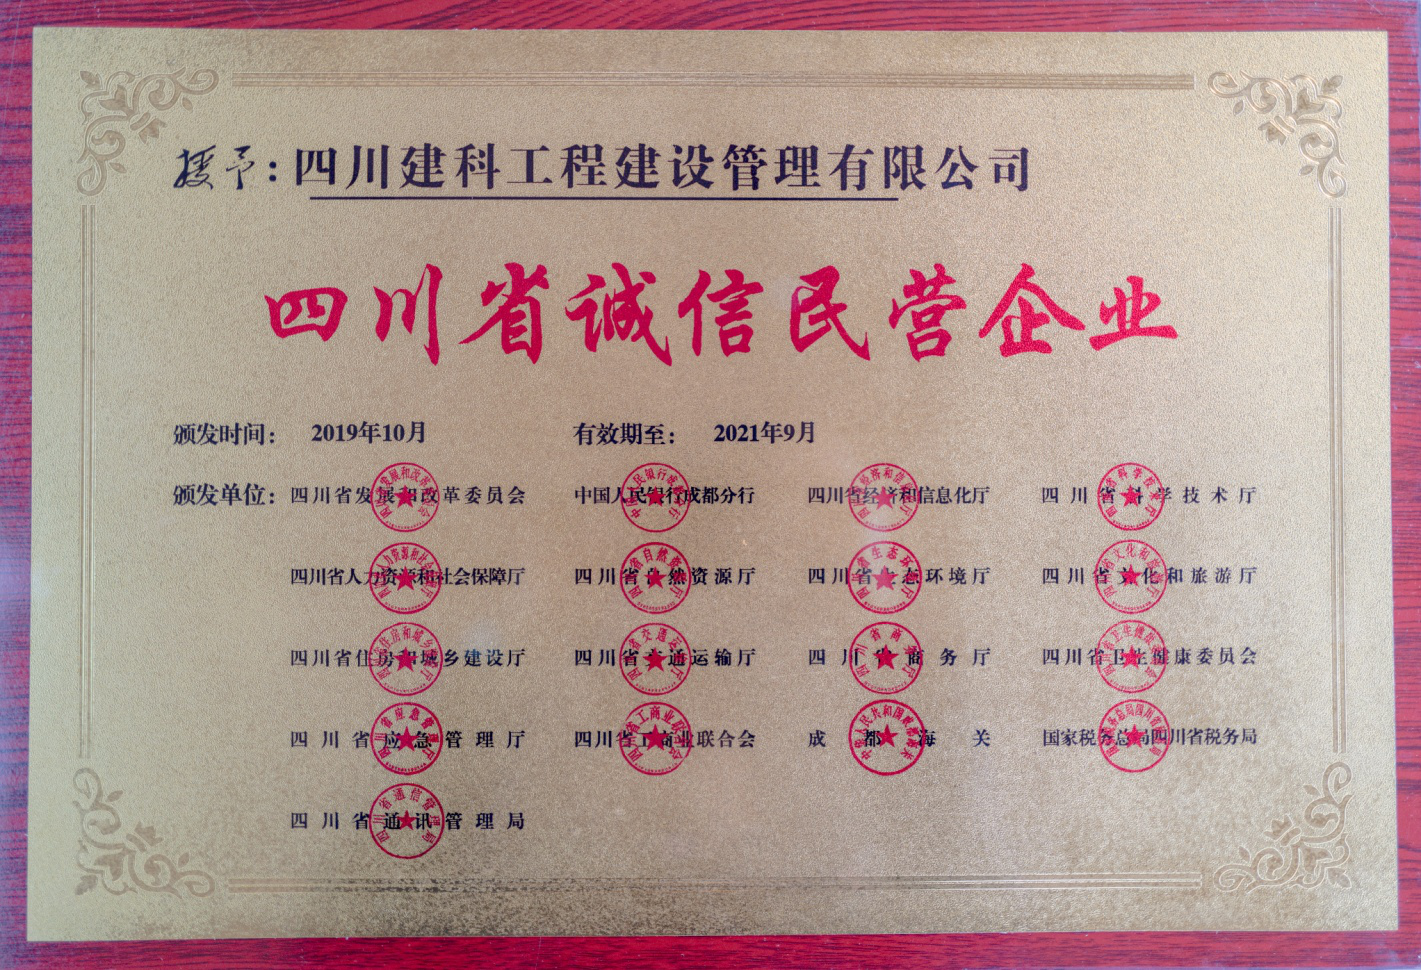 授予：四川建科工程建设管理有限公司
四川省诚信民营企业
颁发时间： 2019年10月 有效期至： 2021年9月
颁发单位： 四川省发展和改革委员会 中国人民银行成都分行 四川省经济和信息化厅 四川省科学技术厅
四川省人力资源和社会保障厅 四川省自然资源厅 四川省生态环境厅 四川省文化和旅游厅
四川省住房和城乡建设厅 四川省交通运输厅 四川省商务厅 四川省卫生健康委员会
四川省应急管理厅 四川省工商业联合会 成都海关 国家税务总局四川省税务局
四川省通讯管理局